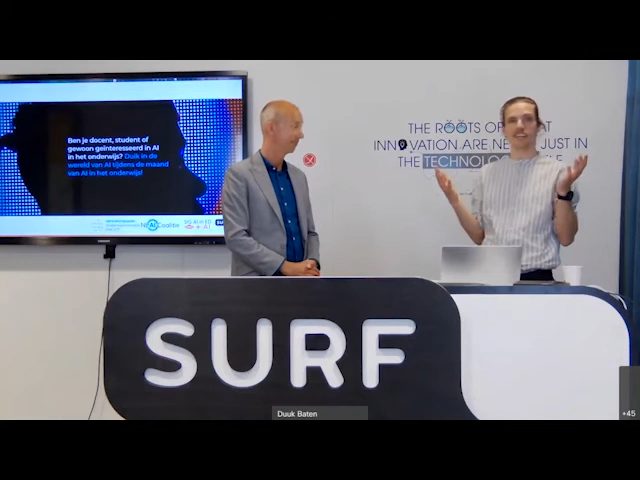 Ben je docent, student of
gewoon geïnteresseerd in AI
in het onderwijs? Duik in de
wereld van AI tijdens de maand
van AI in het onderwijs!
THE ROOTS OF
AT
INNOVATION ARE NE
JUST IN
THE TECHNOLOG
SURF
Duuk Baten
+45